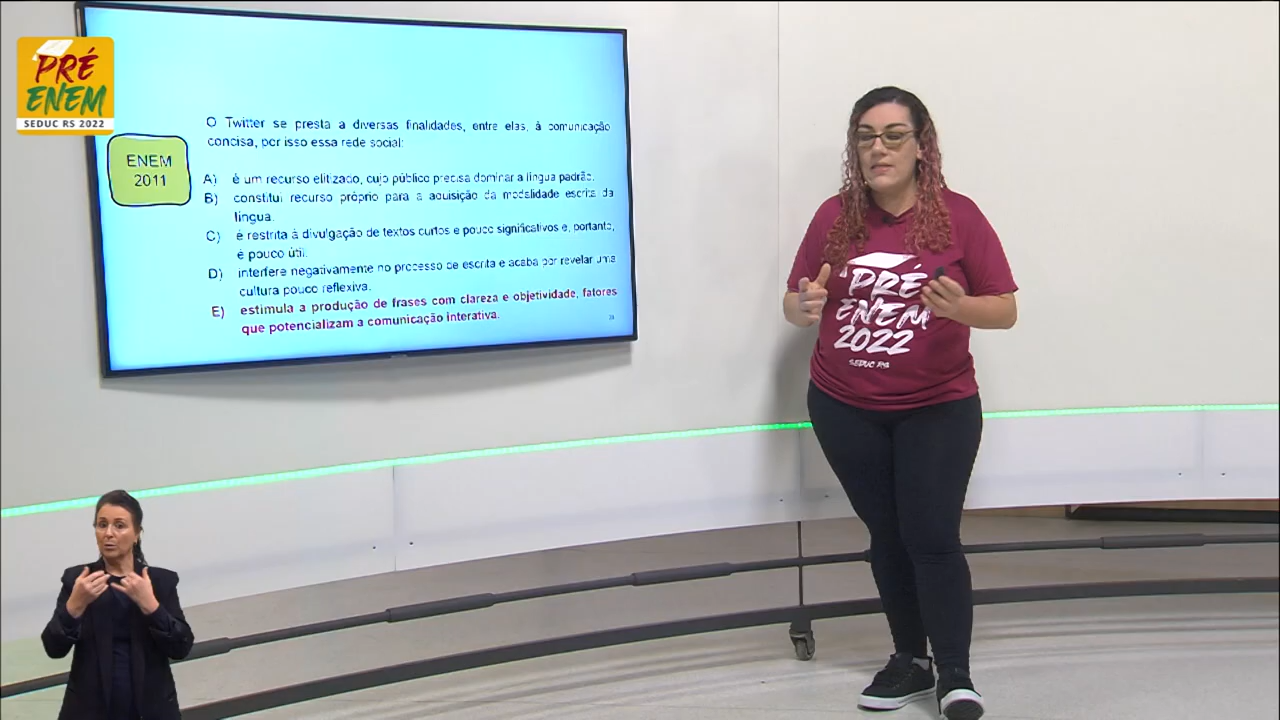 PRÉ
ENEM
SEDUC RS 2022
ENEM
2011
O Twitter se presta a diversas finalidades, entre elas, à comunicação
concisa, por isso essa rede social:
A) é um recurso elitizado, cujo público precisa dominar a língua padrão.
B) constitui recurso próprio para a aquisição da modalidade escrita da
língua.
C) é restrita à divulgação de textos curtos e pouco significativos e, portanto,
é pouco útil.
D) interfere negativamente no processo de escrita e acaba por revelar uma
cultura pouco reflexiva.
E) estimula a produção de frases com clareza e objetividade, fatores
que potencializam a comunicação interativa.
PRÉ
ENEM
2022
SEDUC RS